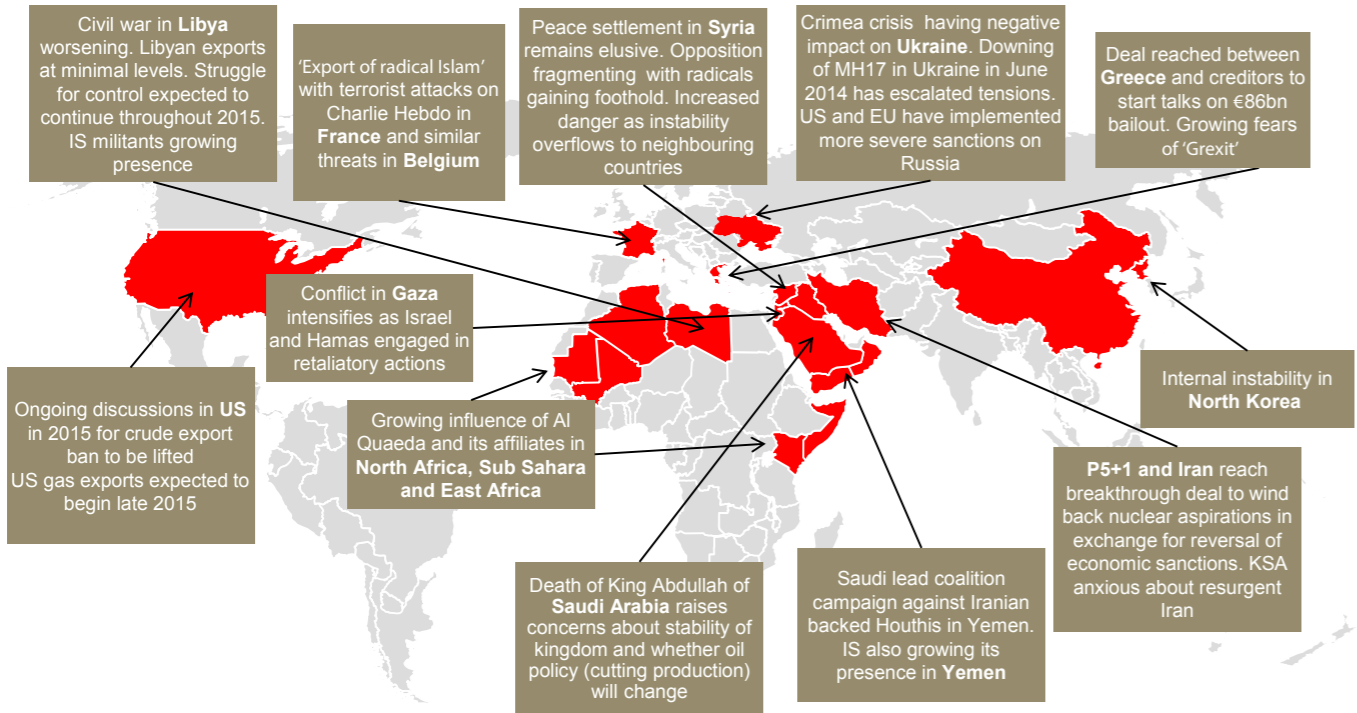 Civil war in Libya
worsening. Libyan exports
at minimal levels. Struggle
for control expected to
continue throughout 2015.
IS militants growing
presence
‘Export of radical Islam’
with terrorist attacks on
Charlie Hebdo in
France and similar
threats in Belgium
Peace settlement in Syria
remains elusive. Opposition
fragmenting with radicals
gaining foothold. Increased
danger as instability
overflows to neighbouring
countries
Crimea crisis having negative
impact on Ukraine. Downing
of MH17 in Ukraine in June
2014 has escalated tensions.
US and EU have implemented
more severe sanctions on
Russia
Deal reached between
Greece and creditors to
start talks on €86bn
bailout. Growing fears
of ‘Grexit’
Conflict in Gaza
intensifies as Israel
and Hamas engaged in
retaliatory actions
Ongoing discussions in US
in 2015 for crude export
ban to be lifted
US gas exports expected to
begin late 2015
Growing influence of Al
Quaeda and its affiliates in
North Africa, Sub Sahara
and East Africa
Internal instability in
North Korea
P5+1 and Iran reach
breakthrough deal to wind
back nuclear aspirations in
exchange for reversal of
economic sanctions. KSA
anxious about resurgent
Iran
Death of King Abdullah of
Saudi Arabia raises
concerns about stability of
kingdom and whether oil
policy (cutting production)
will change
Saudi lead coalition
campaign against Iranian
backed Houthis in Yemen.
IS also growing its
presence in Yemen